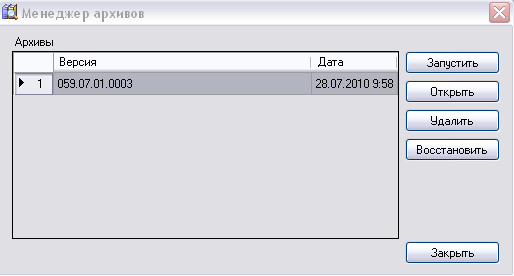 Менеджер архивов
Архивы
Версия Дата
1 059.07.01.0003 28.07.2010 9:58
Запустить
Открыть
Удалить
Восстановить
Закрыть